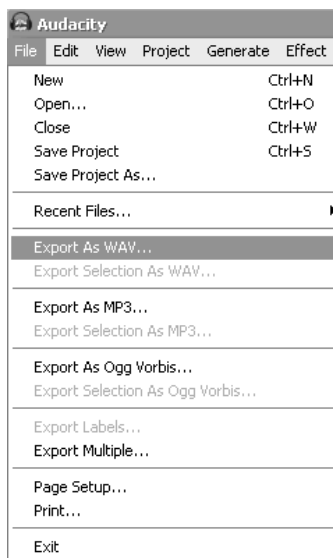 Audacity
File Edit View Project Generate Effect
New Ctrl+N
Open... Ctrl+O
Close Ctrl+W
Save Project Ctrl+S
Save Project As...
Recent Files...
Export As WAV...
Export Selection As WAV...
Export As MP3...
Export Selection As MP3...
Export As Ogg Vorbis...
Export Selection As Ogg Vorbis...
Export Labels...
Export Multiple...
Page Setup...
Print...
Exit